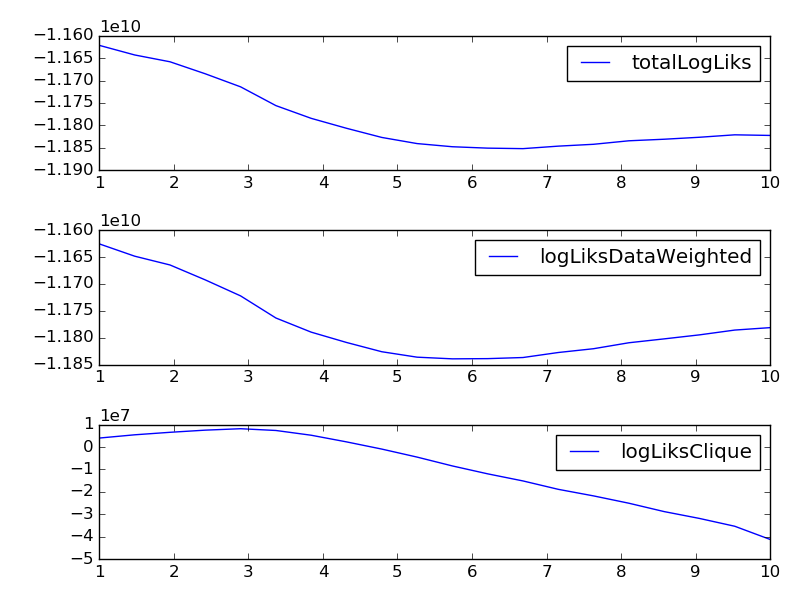 1e10
−1.160
−1.165
−1.170
−1.175
−1.180
−1.185
−1.190
totalLogLiks
1 2 3 4 5 6 7 8 9 10
1e10
−1.160
−1.165
−1.170
−1.175
−1.180
−1.185
logLiksDataWeighted
1 2 3 4 5 6 7 8 9 10
1e7
1
0
−1
−2
−3
−4
−5
logLiksClique
1 2 3 4 5 6 7 8 9 10